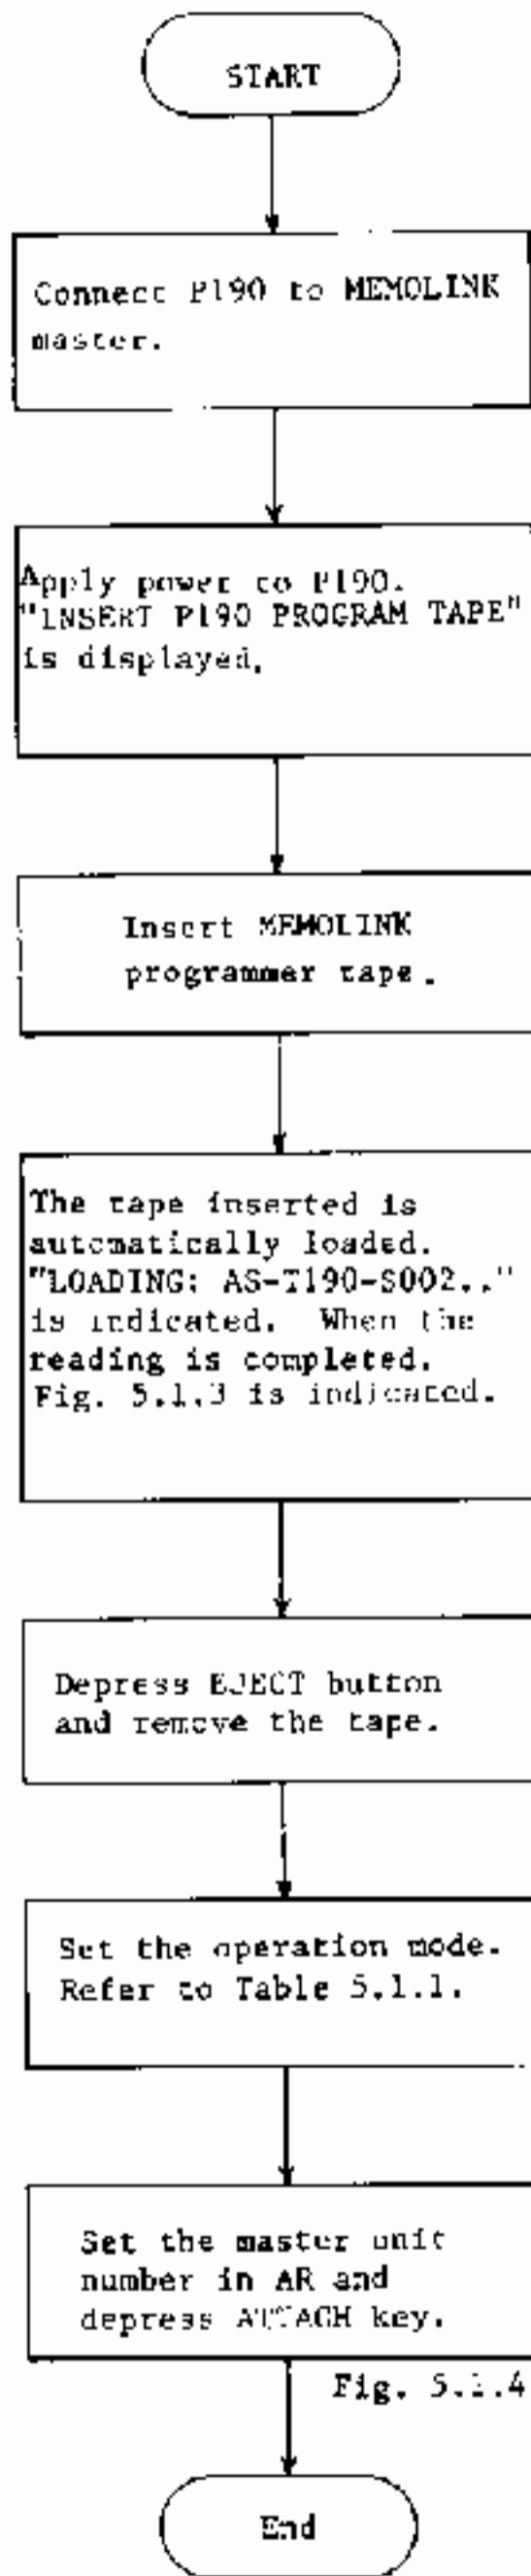 START
Connect P190 to MEMOLINK
master.
Apply power to P190.
"INSERT P190 PROGRAM TAPE"
is displayed.
Insert MEMOLINK
programmer tape.
The tape inserted is
automatically loaded.
"LOADING: AS-T190-S002.."
is indicated. When the
reading is completed.
Fig. 5.1.3 is indicated.
Depress EJECT button
and remove the tape.
Set the operation mode.
Refer to Table 5.1.1.
Set the master unit
number in AR and
depress ATTACH key.
Fig. 5.1.4
End